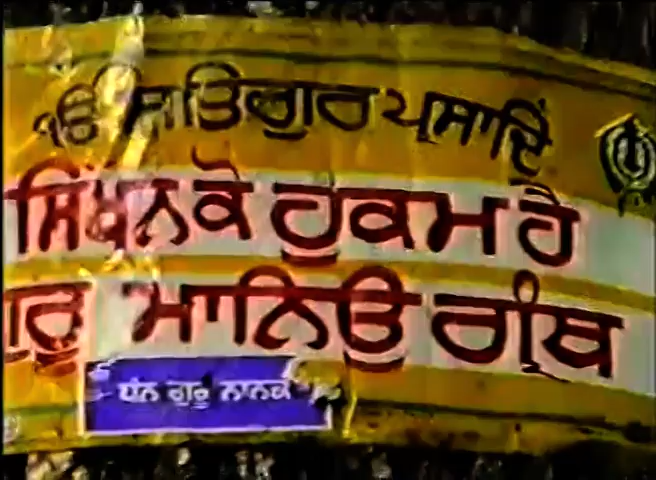 ੴ ਸਤਿਗੁਰ ਪ੍ਰਸਾਦਿ
ਸਿੱਖਨ ਕੋ ਹੁਕਮ ਹੈ
ਗੁਰੂ ਮਾਨਿਉ ਗ੍ਰੰਥ
ਧੰਨ ਗੁਰੂ ਨਾਨਕ